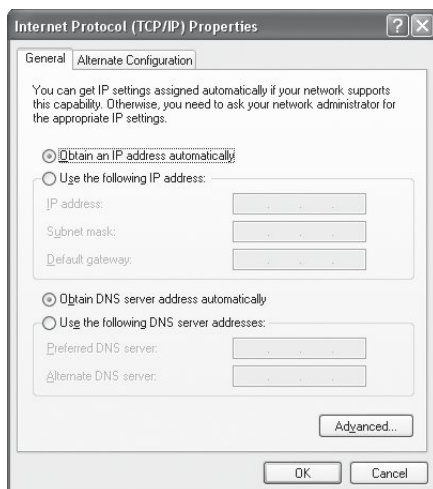 Internet Protocol (TCP/IP) Properties
General
Alternate Configuration
You can get IP settings assigned automatically if your network supports
this capability. Otherwise, you need to ask your network administrator for
the appropriate IP settings.
Obtain an IP address automatically
Use the following IP address:
IP address:
Subnet mask:
Default gateway:
Obtain DNS server address automatically
Use the following DNS server addresses:
Preferred DNS server:
Alternate DNS server:
Advanced...
OK
Cancel